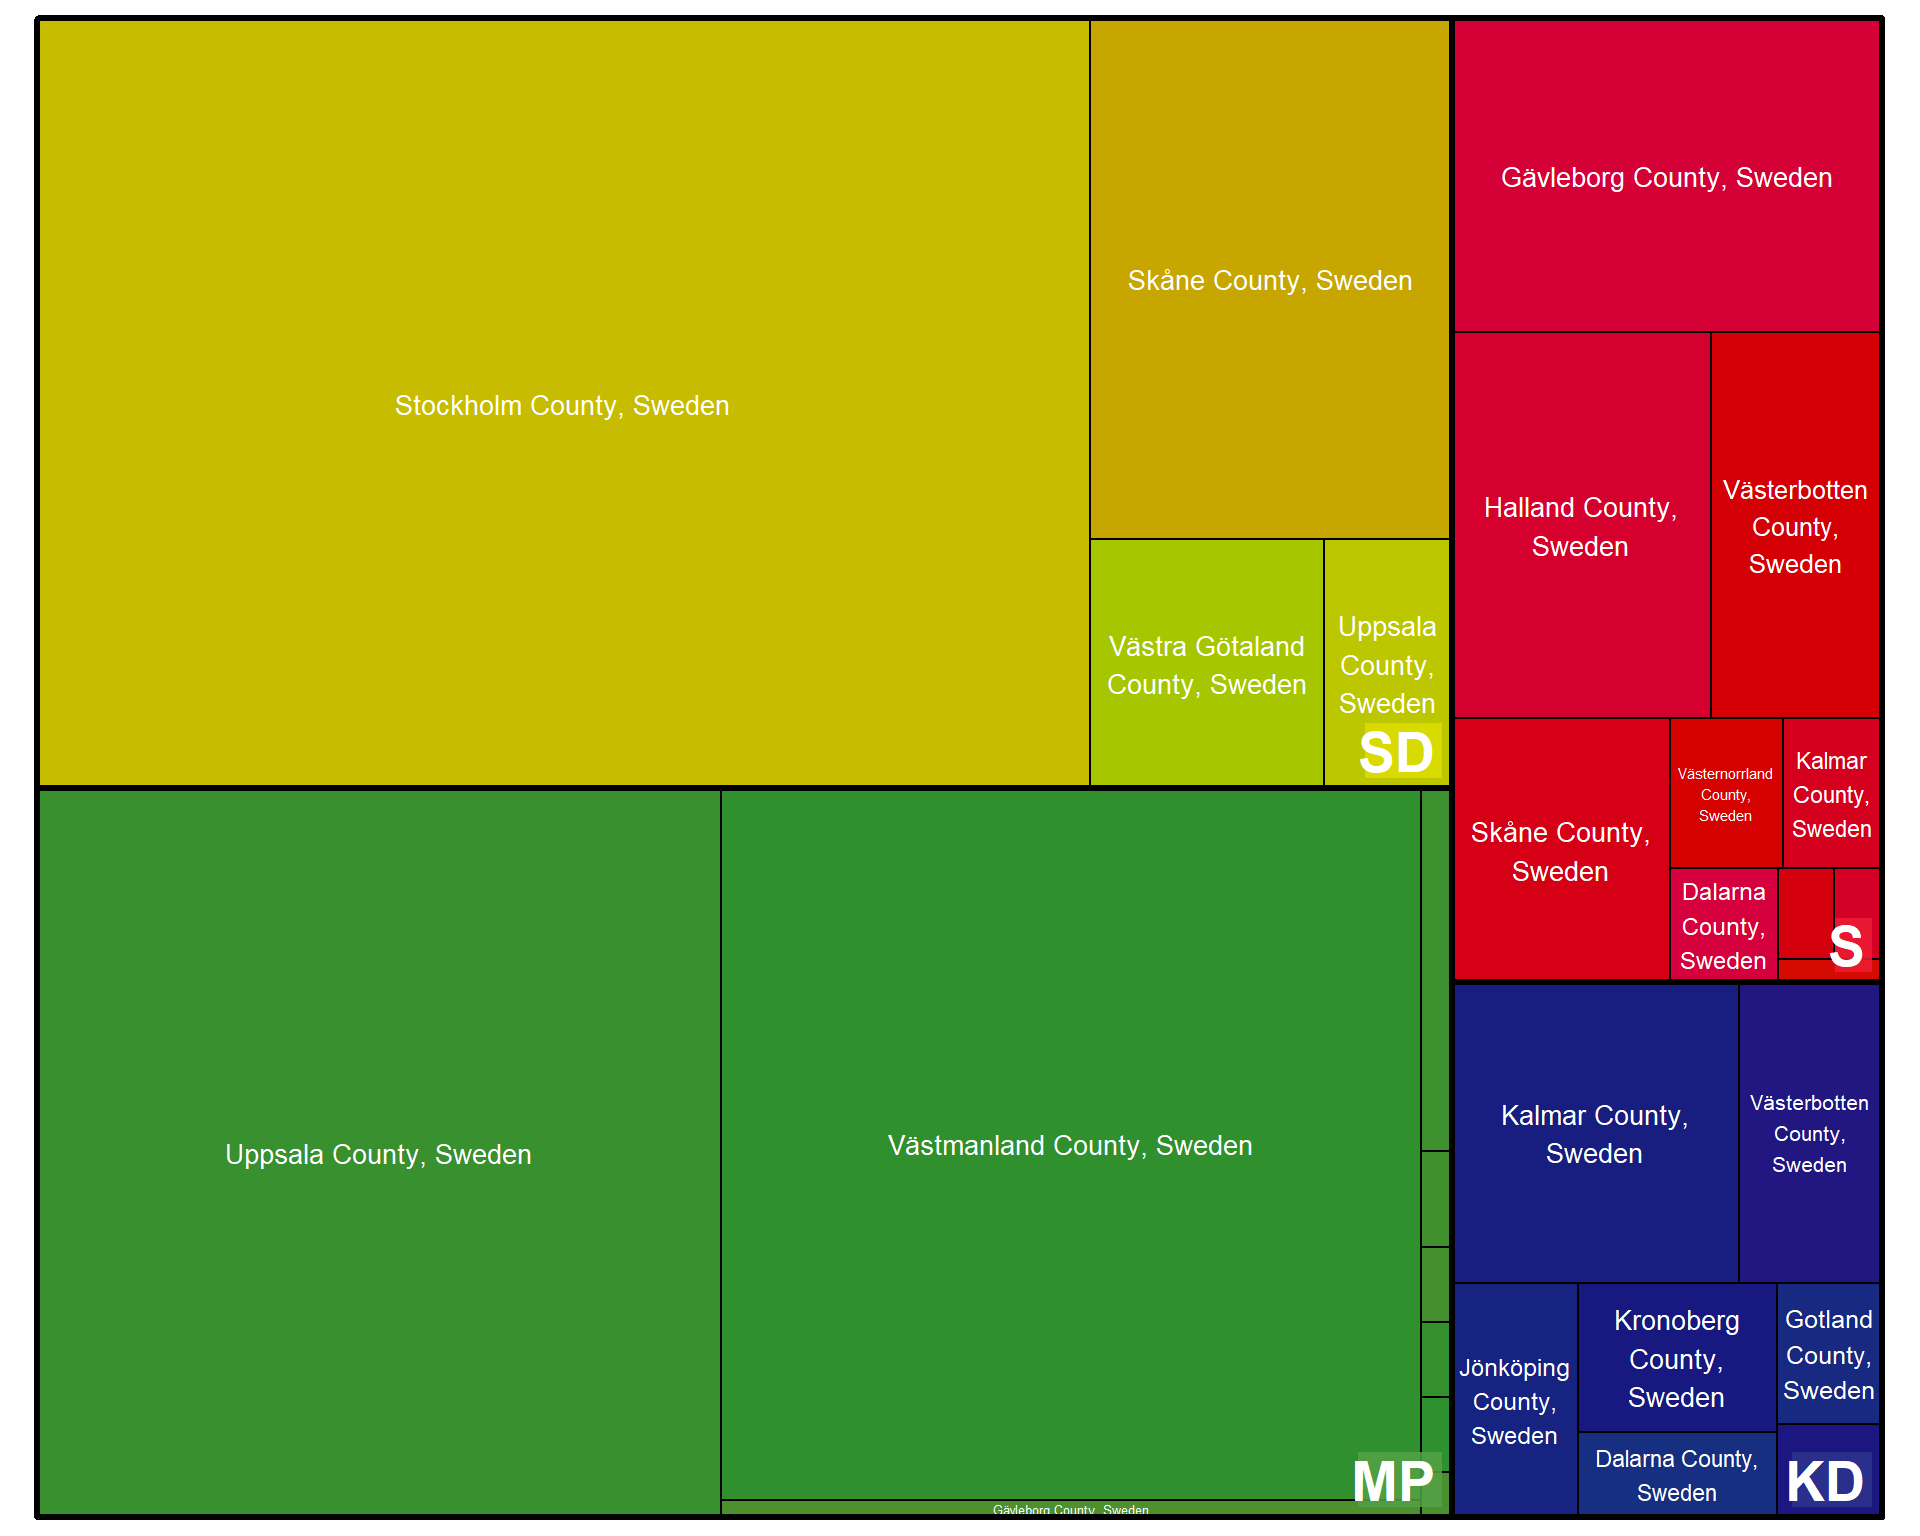 Stockholm County, Sweden
Skåne County, Sweden
Västra Götaland
County, Sweden
Uppsala
County,
Sweden
SD
Uppsala County, Sweden
Västmanland County, Sweden
Gävleborg County, Sweden
MP
Gävleborg County, Sweden
Halland County,
Sweden
Västerbotten
County,
Sweden
Skåne County,
Sweden
Västernorrland
County,
Sweden
Kalmar
County,
Sweden
Dalarna
County,
Sweden
S
Kalmar County,
Sweden
Västerbotten
County,
Sweden
Jönköping
County,
Sweden
Kronoberg
County,
Sweden
Gotland
County,
Sweden
Dalarna County,
Sweden
KD